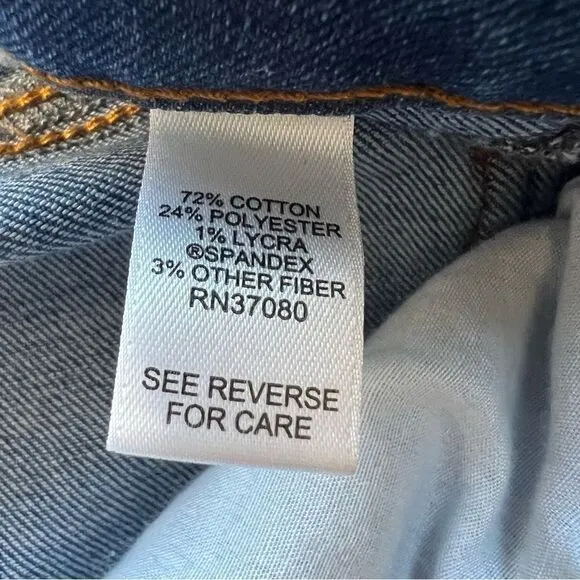 72% COTTON
24% POLYESTER
1% LYCRA
®SPANDEX
3% OTHER FIBER
RN37080
SEE REVERSE
FOR CARE